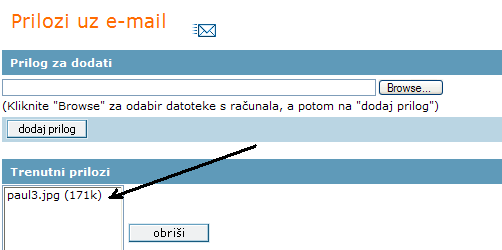 Prilozi uz e-mail
Prilog za dodati
Browse...
(Kliknite "Browse" za odabir datoteke s računala, a potom na "dodaj prilog")
dodaj prilog
Trenutni prilozi
paul3.jpg (171k)
obriši